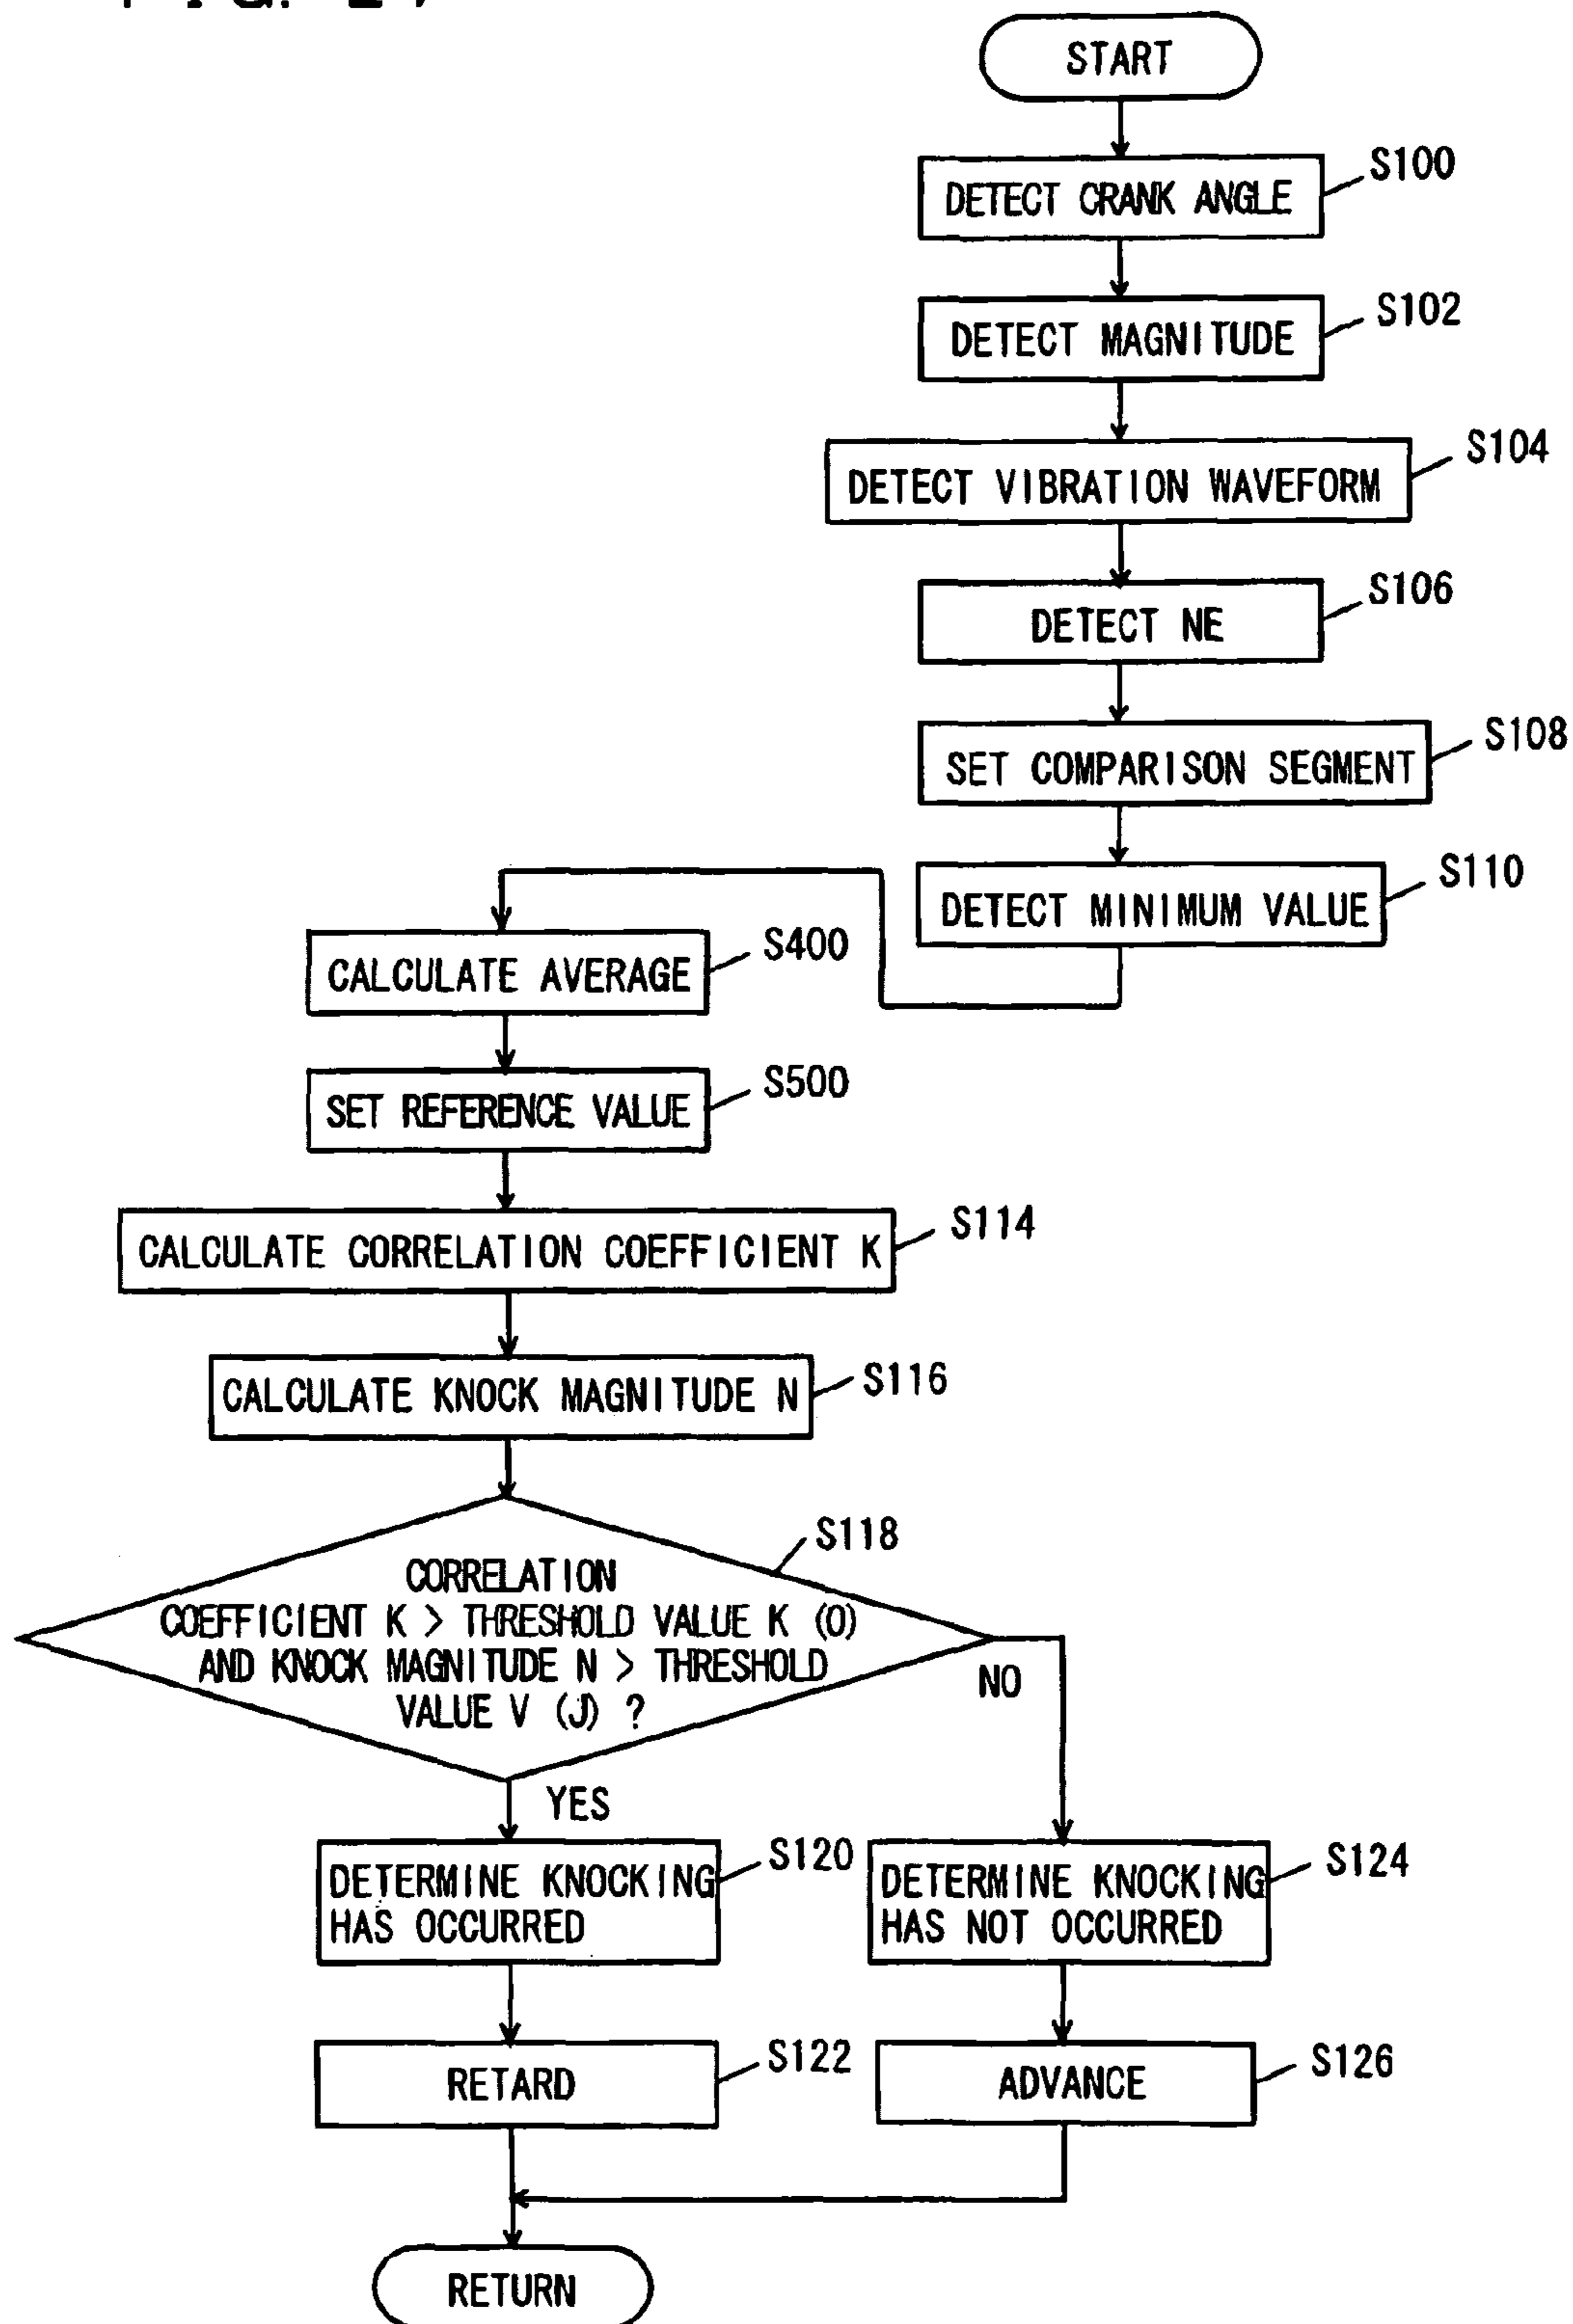 START
DETECT CRANK ANGLE
S100
DETECT MAGNITUDE
S102
DETECT VIBRATION WAVEFORM
S104
DETECT NE
S106
SET COMPARISON SEGMENT
S108
DETECT MINIMUM VALUE
S110
CALCULATE AVERAGE
S400
SET REFERENCE VALUE
S500
CALCULATE CORRELATION COEFFICIENT K
S114
CALCULATE KNOCK MAGNITUDE N
S116
S118
CORRELATION
COEFFICIENT K > THRESHOLD VALUE K (0)
AND KNOCK MAGNITUDE N > THRESHOLD
VALUE V (J) ?
NO
YES
DETERMINE KNOCKING
HAS OCCURRED
S120
DETERMINE KNOCKING
HAS NOT OCCURRED
S124
RETARD
S122
ADVANCE
S126
RETURN